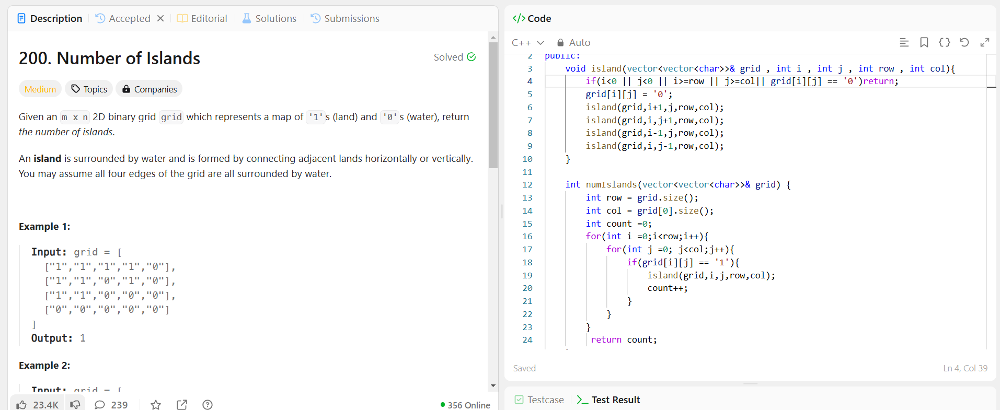 Description Accepted Editorial Solutions Submissions
200. Number of Islands
Solved
Medium Topics Companies
Given an m x n 2D binary grid grid which represents a map of '1's (land) and '0's (water), return
the number of islands.
An island is surrounded by water and is formed by connecting adjacent lands horizontally or vertically.
You may assume all four edges of the grid are all surrounded by water.
Example 1:
Input: grid = [
["1","1","1","1","0"],
["1","1","0","1","0"],
["1","1","0","0","0"],
["0","0","0","0","0"]
]
Output: 1
Example 2:
Input: grid = [
23.4K 239
356 Online
</> Code
C++ Auto
2 public:
3 void island(vector<vector<char>>& grid , int i , int j , int row , int col){
4 if(i<0 || j<0 || i>=row || j>=col|| grid[i][j] == '0')return;
5 grid[i][j] = '0';
6 island(grid,i+1,j,row,col);
7 island(grid,i,j+1,row,col);
8 island(grid,i-1,j,row,col);
9 island(grid,i,j-1,row,col);
10 }
11
12 int numIslands(vector<vector<char>>& grid) {
13 int row = grid.size();
14 int col = grid[0].size();
15 int count =0;
16 for(int i =0;i<row;i++){
17 for(int j =0; j<col;j++){
18 if(grid[i][j] == '1'){
19 island(grid,i,j,row,col);
20 count++;
21 }
22 }
23 }
24 return count;
Saved
Ln 4, Col 39
Testcase Test Result